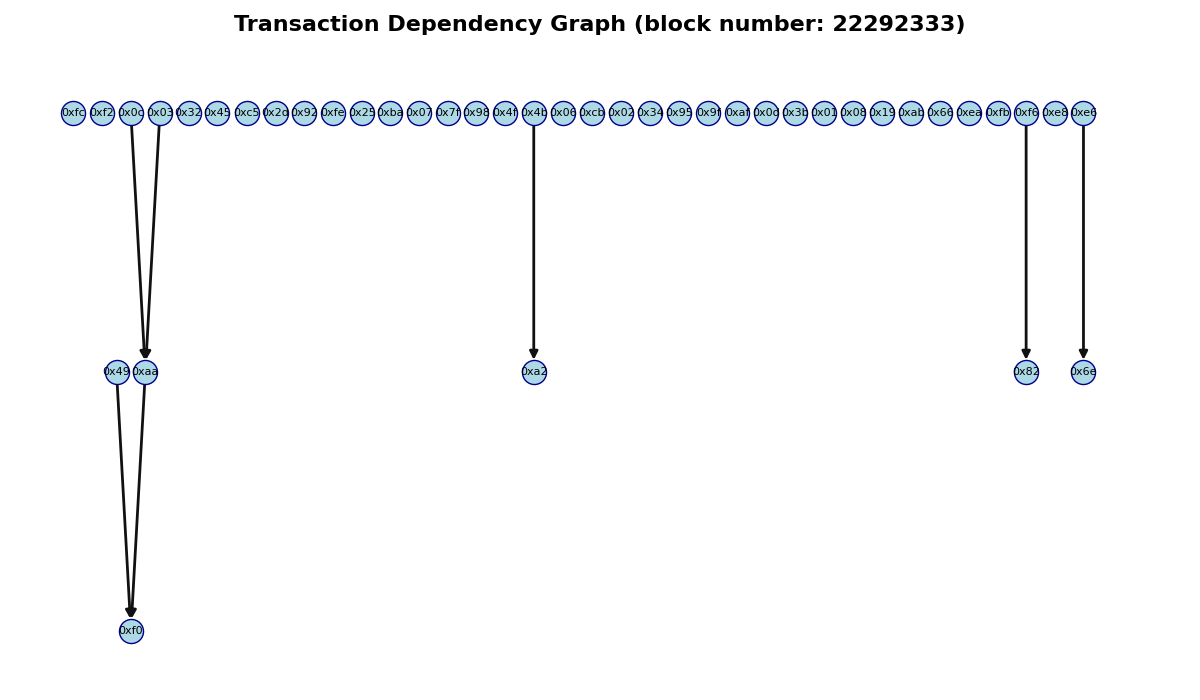 Transaction Dependency Graph (block number: 22292333)
0xfc 0xf2 0x0c 0x03 0x32 0x45 0xc5 0x2d 0x92 0xfe 0x25 0xba 0x07 0x7f 0x98 0x4f 0x4b 0x06 0xcb 0x02 0x34 0x95 0x9f 0xaf 0x0d 0x3b 0x01 0x08 0x19 0xab 0x66 0xea 0xfb 0xf6 0xe8 0xe6
0x49 0xaa 0xa2 0x82 0x6e
0xf0